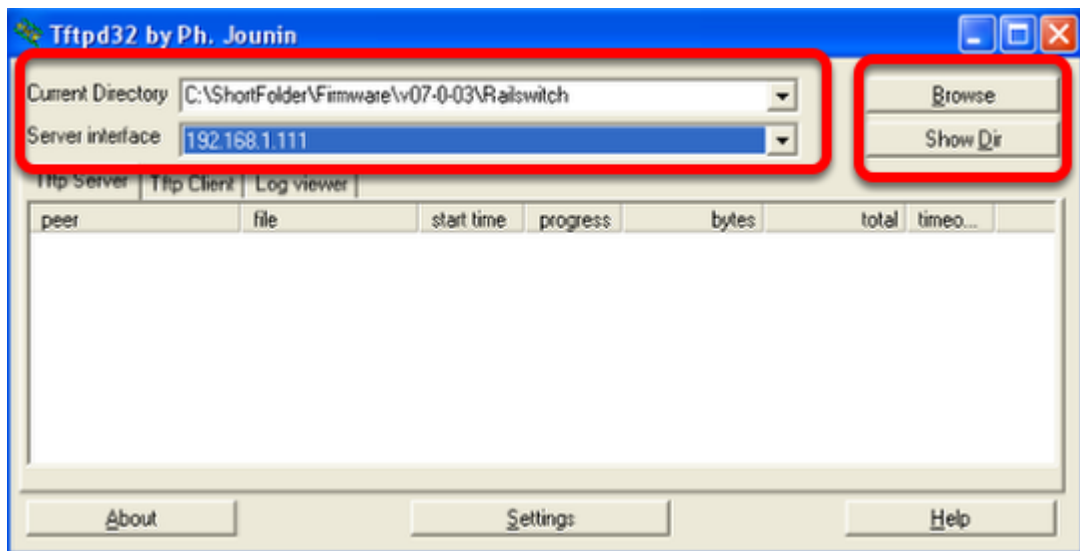 Tftpd32 by Ph. Jounin
Current Directory C:\ShortFolder\Firmware\v07-0-03\Railswitch Browse
Server interface 192.168.1.111 Show Dir
Tftp Server Tftp Client Log viewer
peer file start time progress bytes total timeo...
About Settings Help